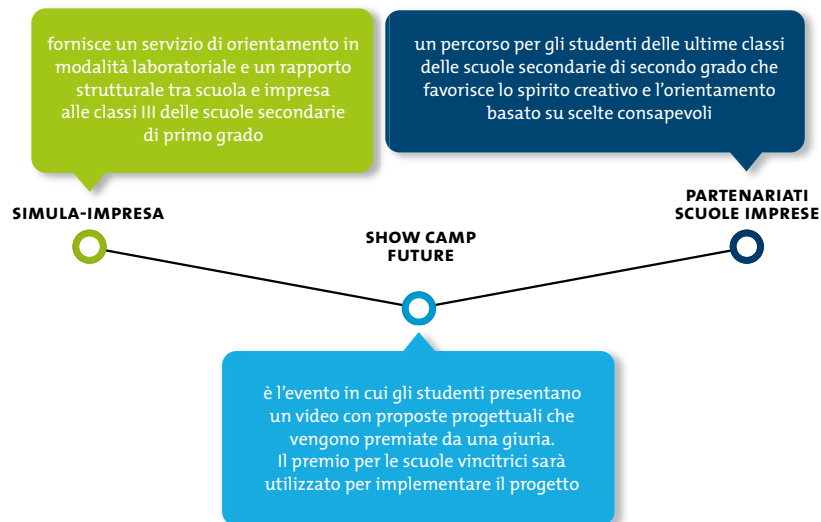 fornisce un servizio di orientamento in
modalità laboratoriale e un rapporto
strutturale tra scuola e impresa
alle classi III delle scuole secondarie
di primo grado
un percorso per gli studenti delle ultime classi
delle scuole secondarie di secondo grado che
favorisce lo spirito creativo e l'orientamento
basato su scelte consapevoli
SIMULA-IMPRESA
PARTENARIATI
SCUOLE IMPRESE
SHOW CAMP
FUTURE
è l'evento in cui gli studenti presentano
un video con proposte progettuali che
vengono premiate da una giuria.
Il premio per le scuole vincitrici sarà
utilizzato per implementare il progetto